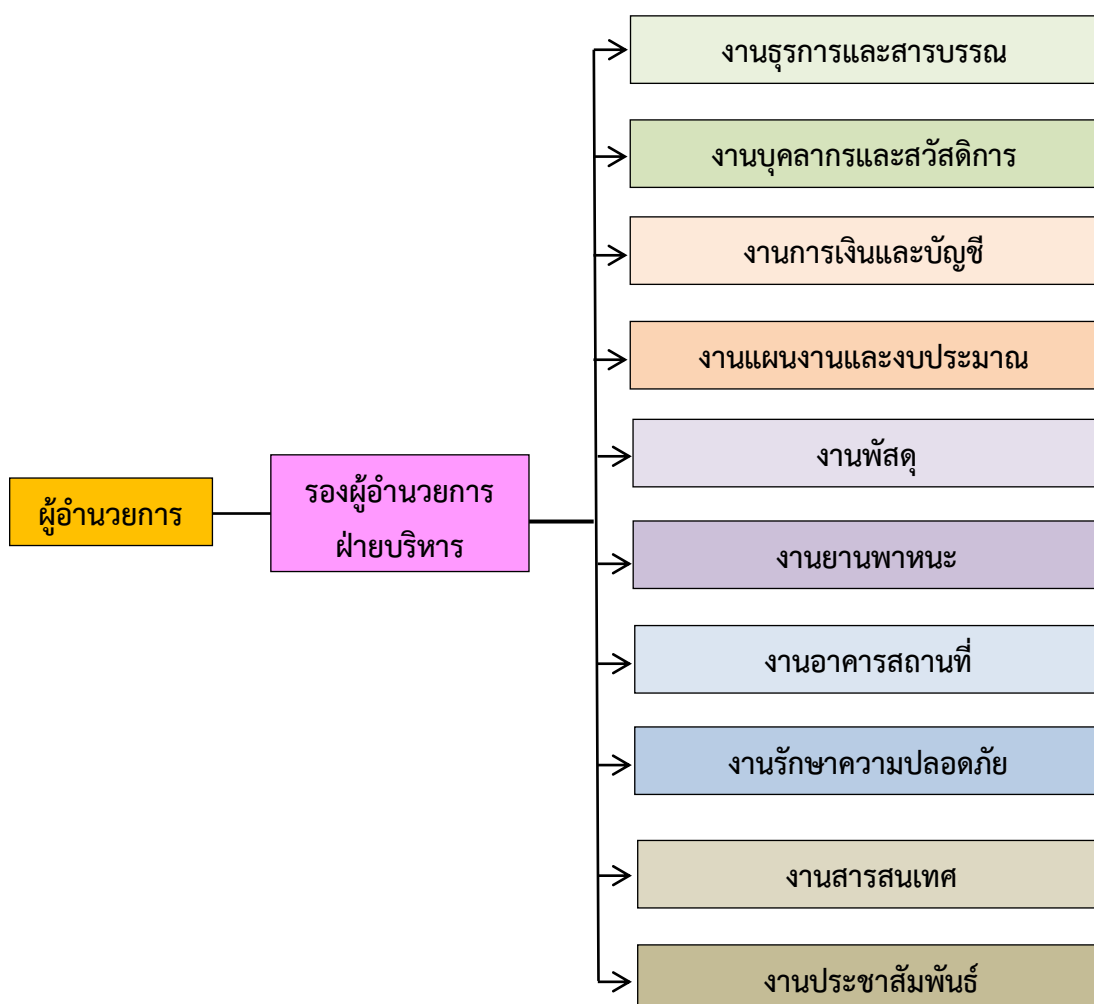 งานธุรการและสารบรรณ
งานบุคลากรและสวัสดิการ
งานการเงินและบัญชี
งานแผนงานและงบประมาณ
งานพัสดุ
ผู้อำนวยการ
รองผู้อำนวยการ
ฝ่ายบริหาร
งานยานพาหนะ
งานอาคารสถานที่
งานรักษาความปลอดภัย
งานสารสนเทศ
งานประชาสัมพันธ์